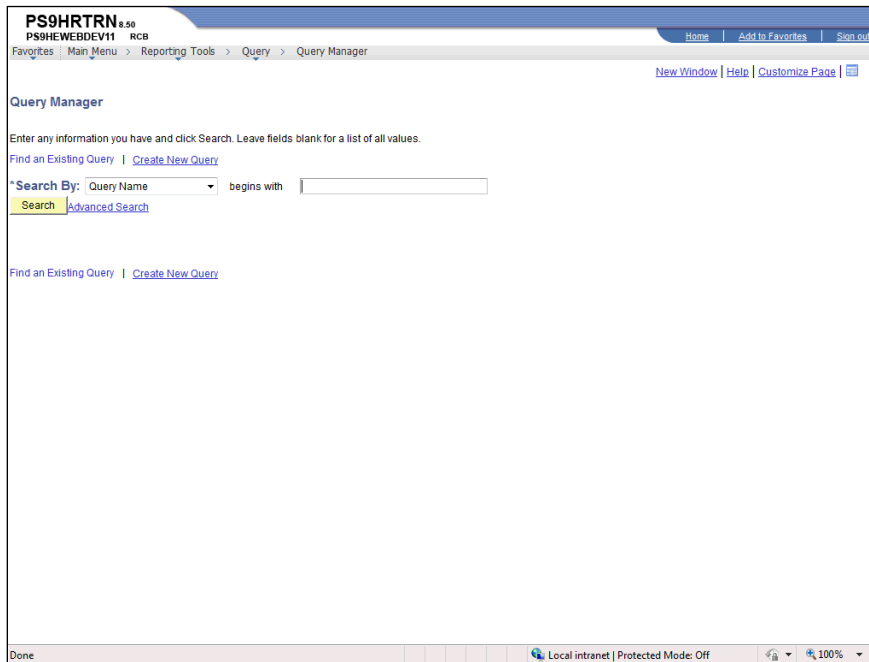 PS9HRTRN 8.50
PS9HEWEBDEV11 RCB
Home | Add to Favorites | Sign out
Favorites Main Menu > Reporting Tools > Query > Query Manager
New Window | Help | Customize Page |
Query Manager
Enter any information you have and click Search. Leave fields blank for a list of all values.
Find an Existing Query | Create New Query
*Search By: Query Name begins with
Search Advanced Search
Find an Existing Query | Create New Query
Done Local intranet | Protected Mode: Off 100%